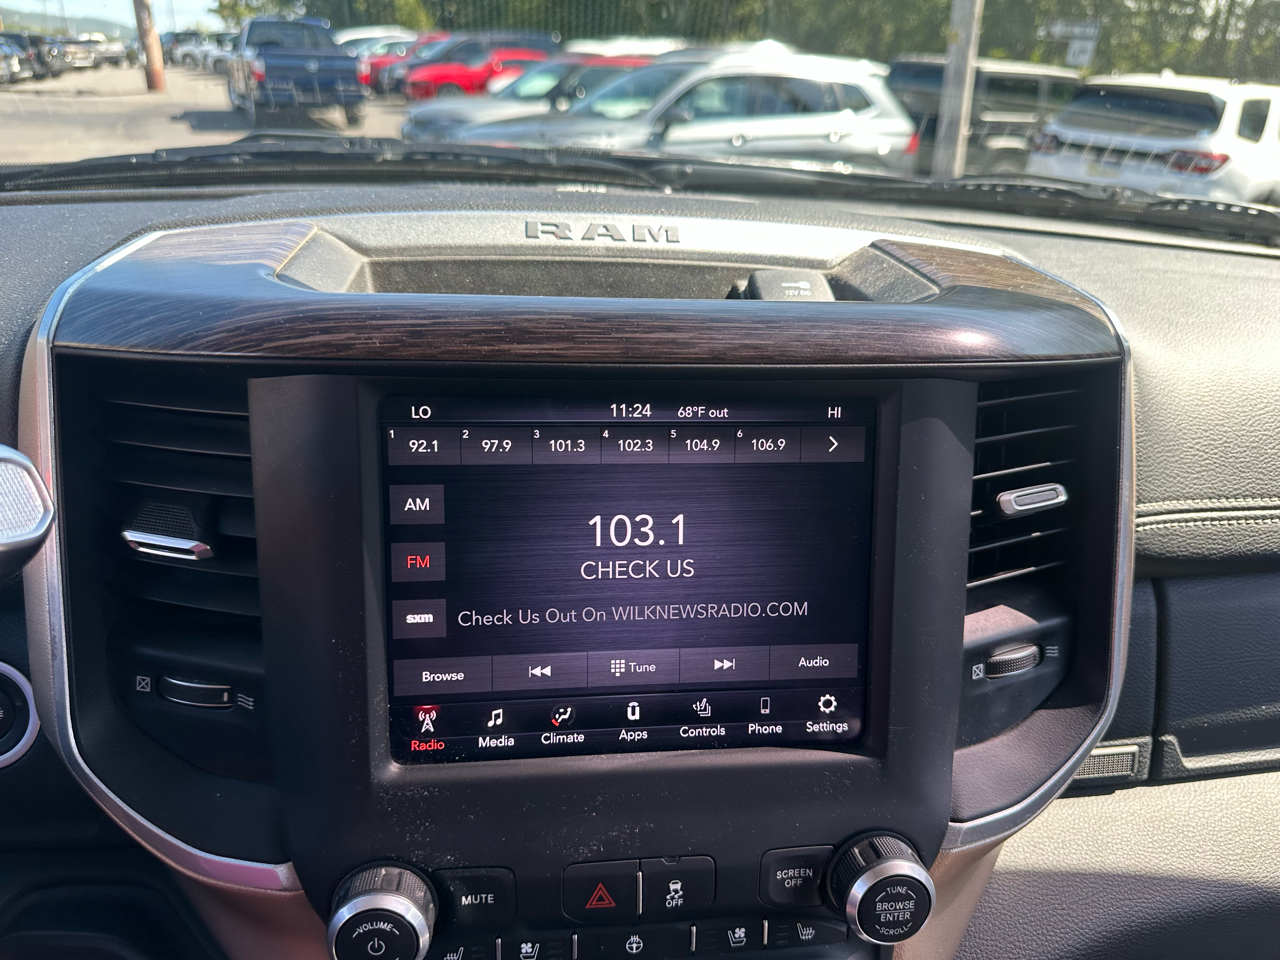 RAM
12V DC
LO 11:24 68°F out HI
1 92.1 2 97.9 3 101.3 4 102.3 5 104.9 6 106.9
AM
103.1
FM
CHECK US
sxm
Check Us Out On WILKNEWSRADIO.COM
Browse Tune Audio
Radio Media Climate Apps Controls Phone Settings
MUTE
OFF
SCREEN
OFF
VOLUME
TUNE
BROWSE
ENTER
SCROLL